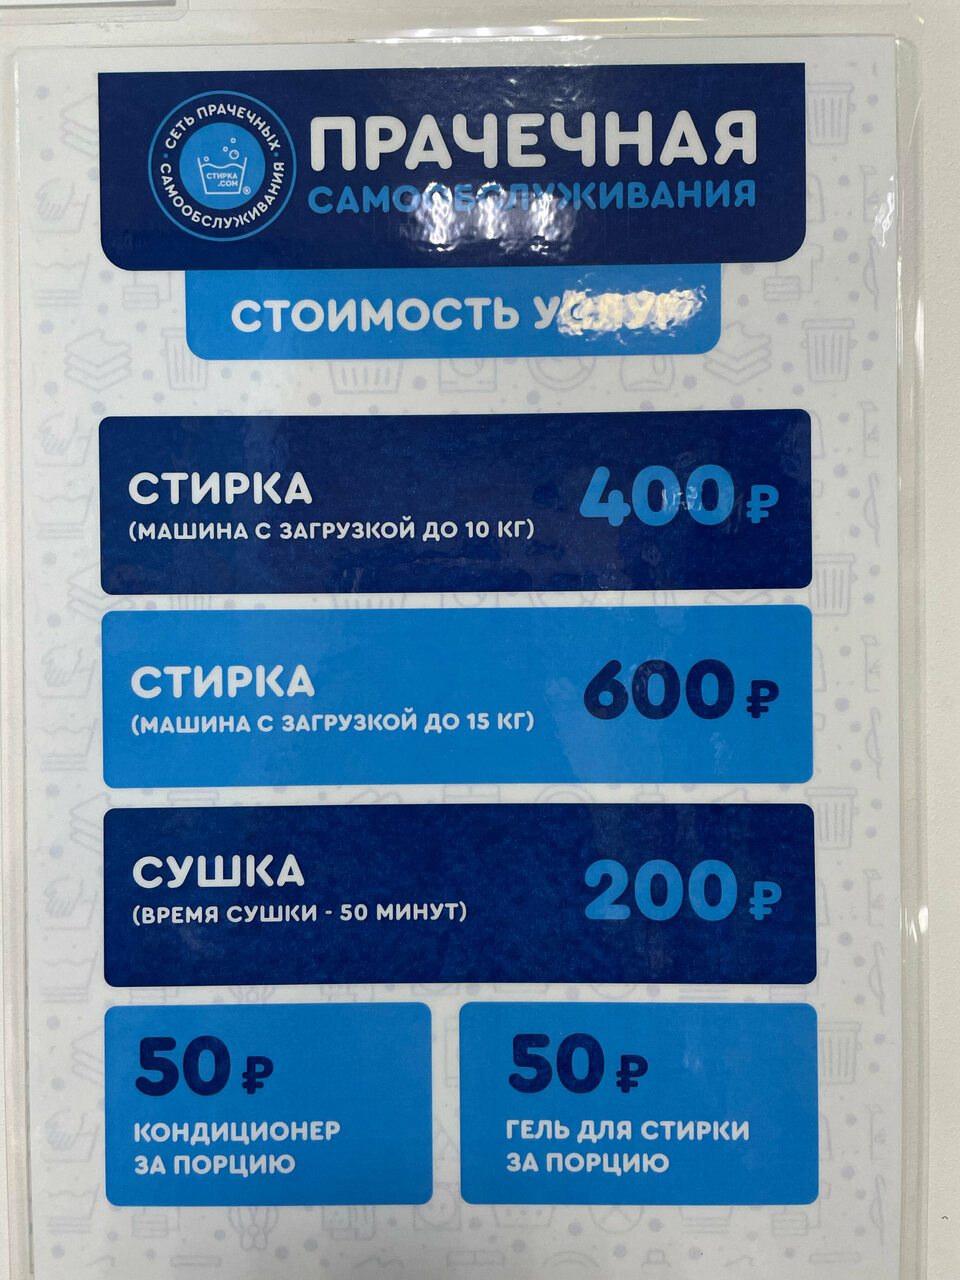 СЕТЬ ПРАЧЕЧНЫХ
САМООБСЛУЖИВАНИЯ
СТИРКА
.COM
®
ПРАЧЕЧНАЯ
САМООБСЛУЖИВАНИЯ
СТОИМОСТЬ УСЛУГ
СТИРКА
(МАШИНА С ЗАГРУЗКОЙ ДО 10 КГ)
400 ₽
СТИРКА
(МАШИНА С ЗАГРУЗКОЙ ДО 15 КГ)
600 ₽
СУШКА
(ВРЕМЯ СУШКИ - 50 МИНУТ)
200 ₽
50 ₽
КОНДИЦИОНЕР
ЗА ПОРЦИЮ
50 ₽
ГЕЛЬ ДЛЯ СТИРКИ
ЗА ПОРЦИЮ